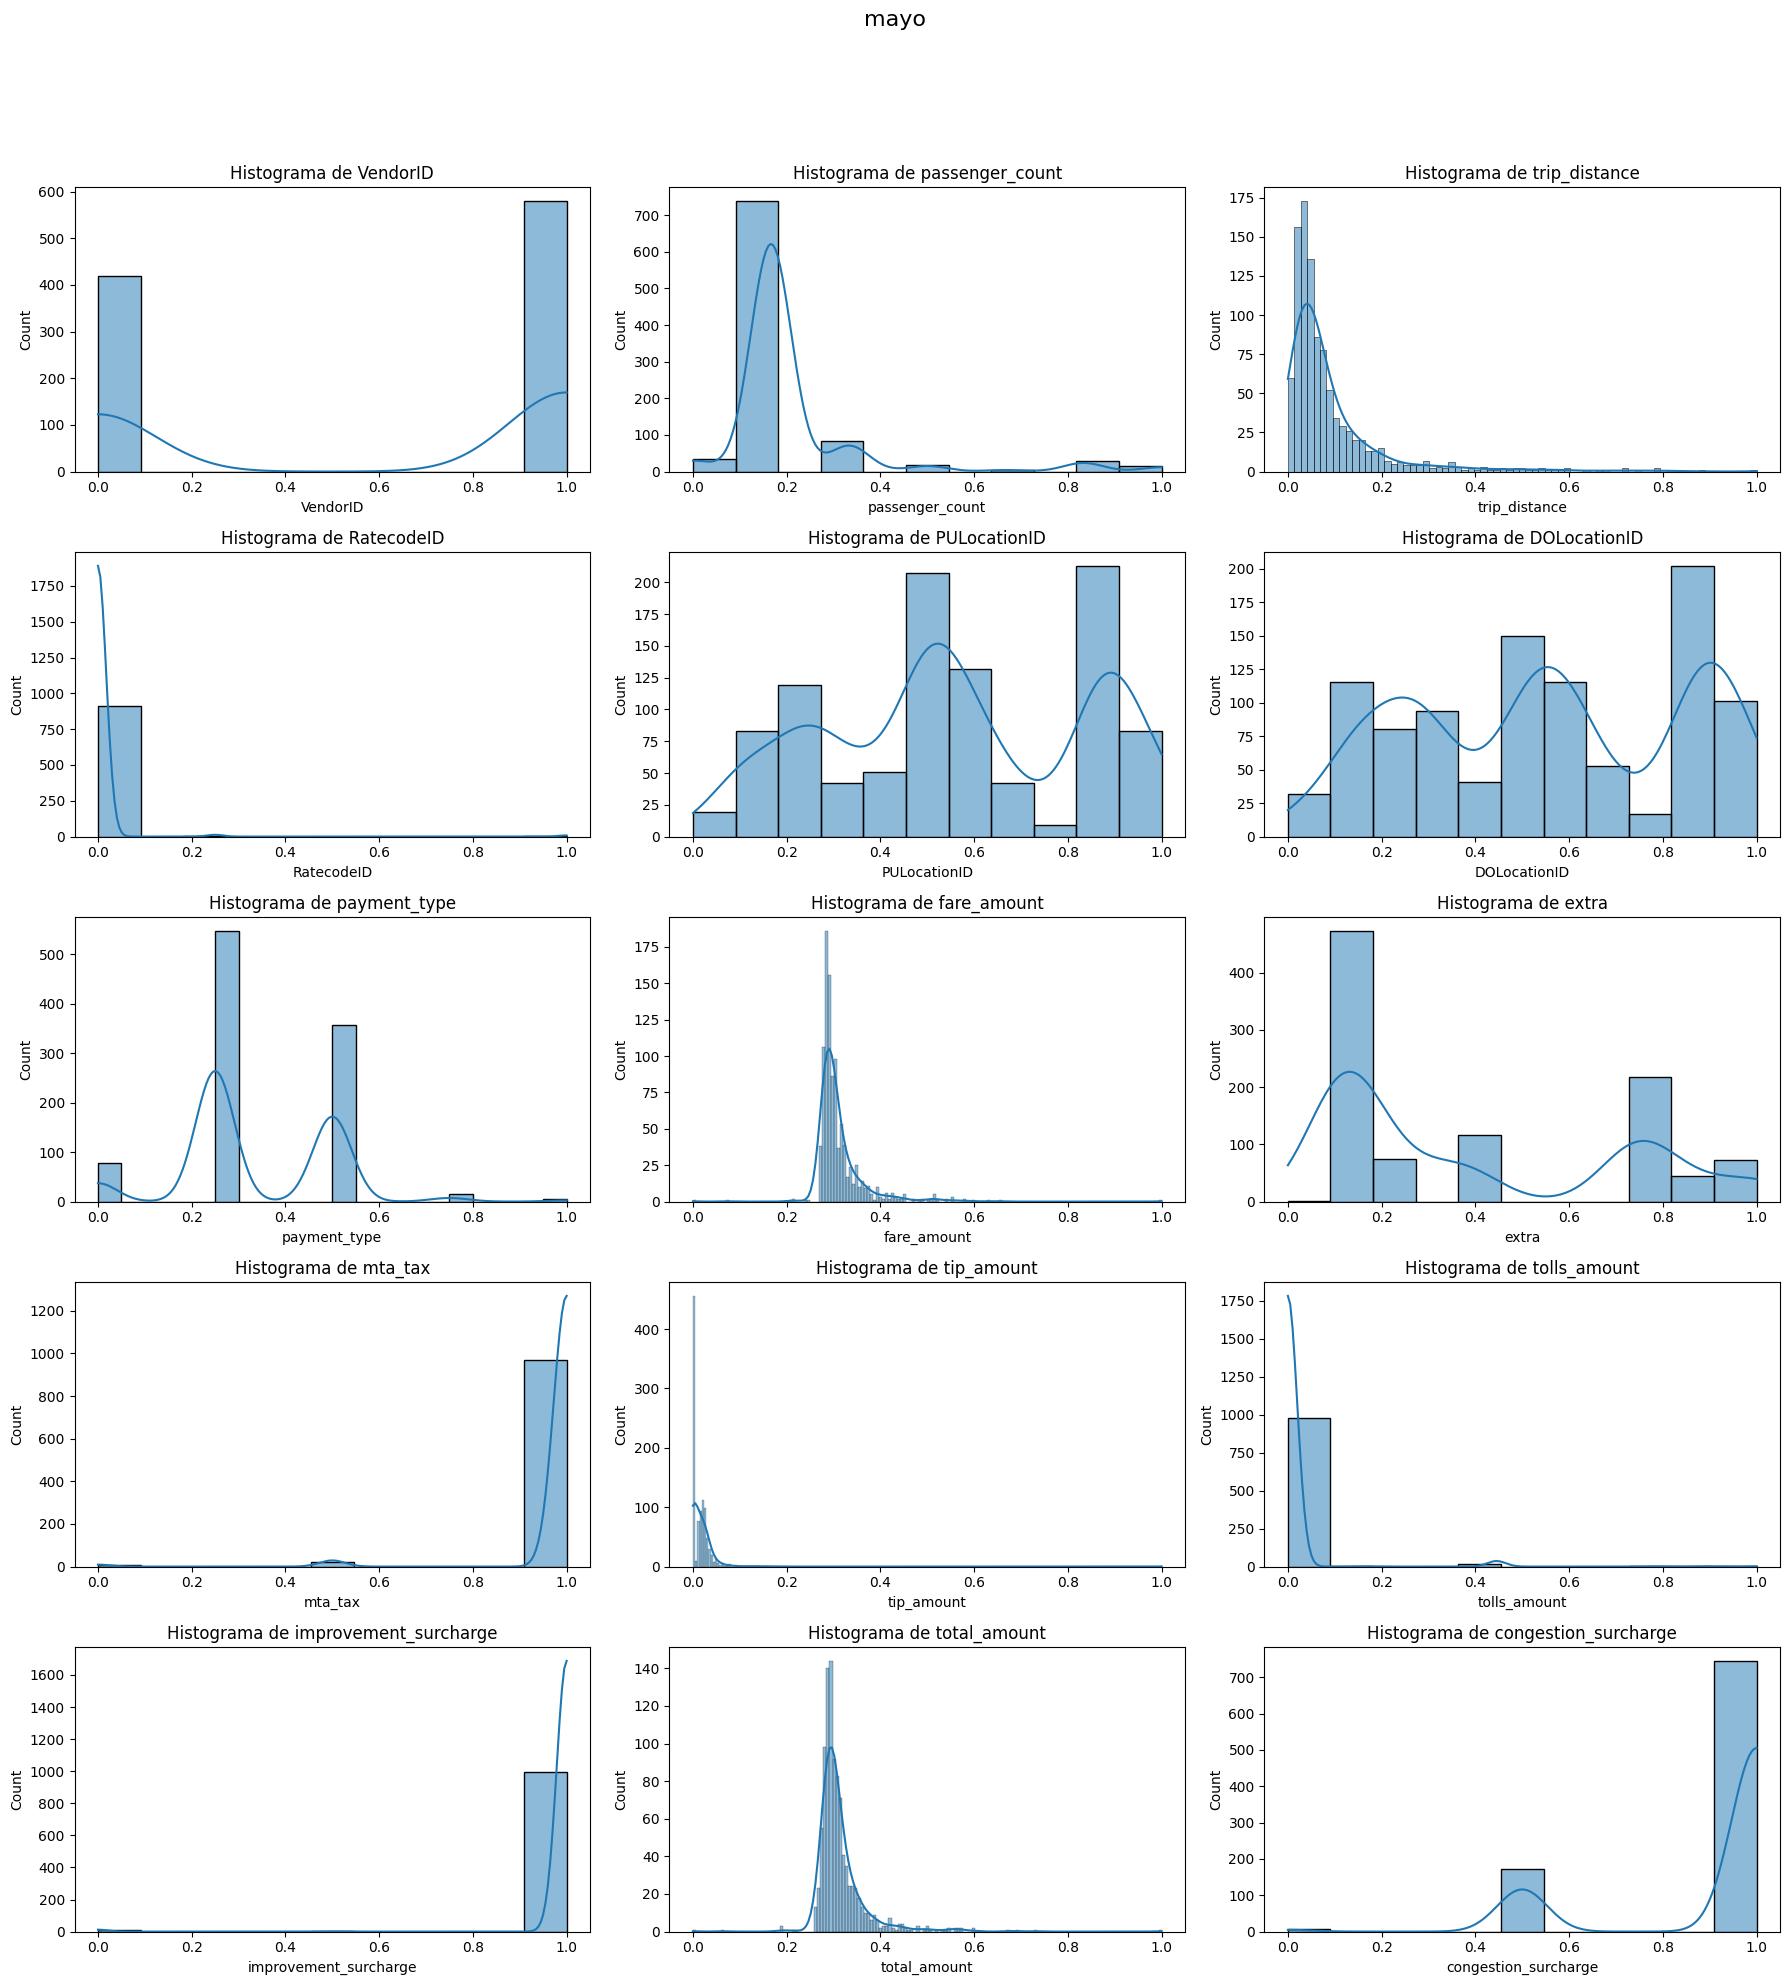 mayo
Histograma de VendorID
Count
600
500
400
300
200
100
0
0.0 0.2 0.4 0.6 0.8 1.0
VendorID
Histograma de passenger_count
Count
700
600
500
400
300
200
100
0
0.0 0.2 0.4 0.6 0.8 1.0
passenger_count
Histograma de trip_distance
Count
175
150
125
100
75
50
25
0
0.0 0.2 0.4 0.6 0.8 1.0
trip_distance
Histograma de RatecodeID
Count
1750
1500
1250
1000
750
500
250
0
0.0 0.2 0.4 0.6 0.8 1.0
RatecodeID
Histograma de PULocationID
Count
200
175
150
125
100
75
50
25
0
0.0 0.2 0.4 0.6 0.8 1.0
PULocationID
Histograma de DOLocationID
Count
200
175
150
125
100
75
50
25
0
0.0 0.2 0.4 0.6 0.8 1.0
DOLocationID
Histograma de payment_type
Count
500
400
300
200
100
0
0.0 0.2 0.4 0.6 0.8 1.0
payment_type
Histograma de fare_amount
Count
175
150
125
100
75
50
25
0
0.0 0.2 0.4 0.6 0.8 1.0
fare_amount
Histograma de extra
Count
400
300
200
100
0
0.0 0.2 0.4 0.6 0.8 1.0
extra
Histograma de mta_tax
Count
1200
1000
800
600
400
200
0
0.0 0.2 0.4 0.6 0.8 1.0
mta_tax
Histograma de tip_amount
Count
400
300
200
100
0
0.0 0.2 0.4 0.6 0.8 1.0
tip_amount
Histograma de tolls_amount
Count
1750
1500
1250
1000
750
500
250
0
0.0 0.2 0.4 0.6 0.8 1.0
tolls_amount
Histograma de improvement_surcharge
Count
1600
1400
1200
1000
800
600
400
200
0
0.0 0.2 0.4 0.6 0.8 1.0
improvement_surcharge
Histograma de total_amount
Count
140
120
100
80
60
40
20
0
0.0 0.2 0.4 0.6 0.8 1.0
total_amount
Histograma de congestion_surcharge
Count
700
600
500
400
300
200
100
0
0.0 0.2 0.4 0.6 0.8 1.0
congestion_surcharge